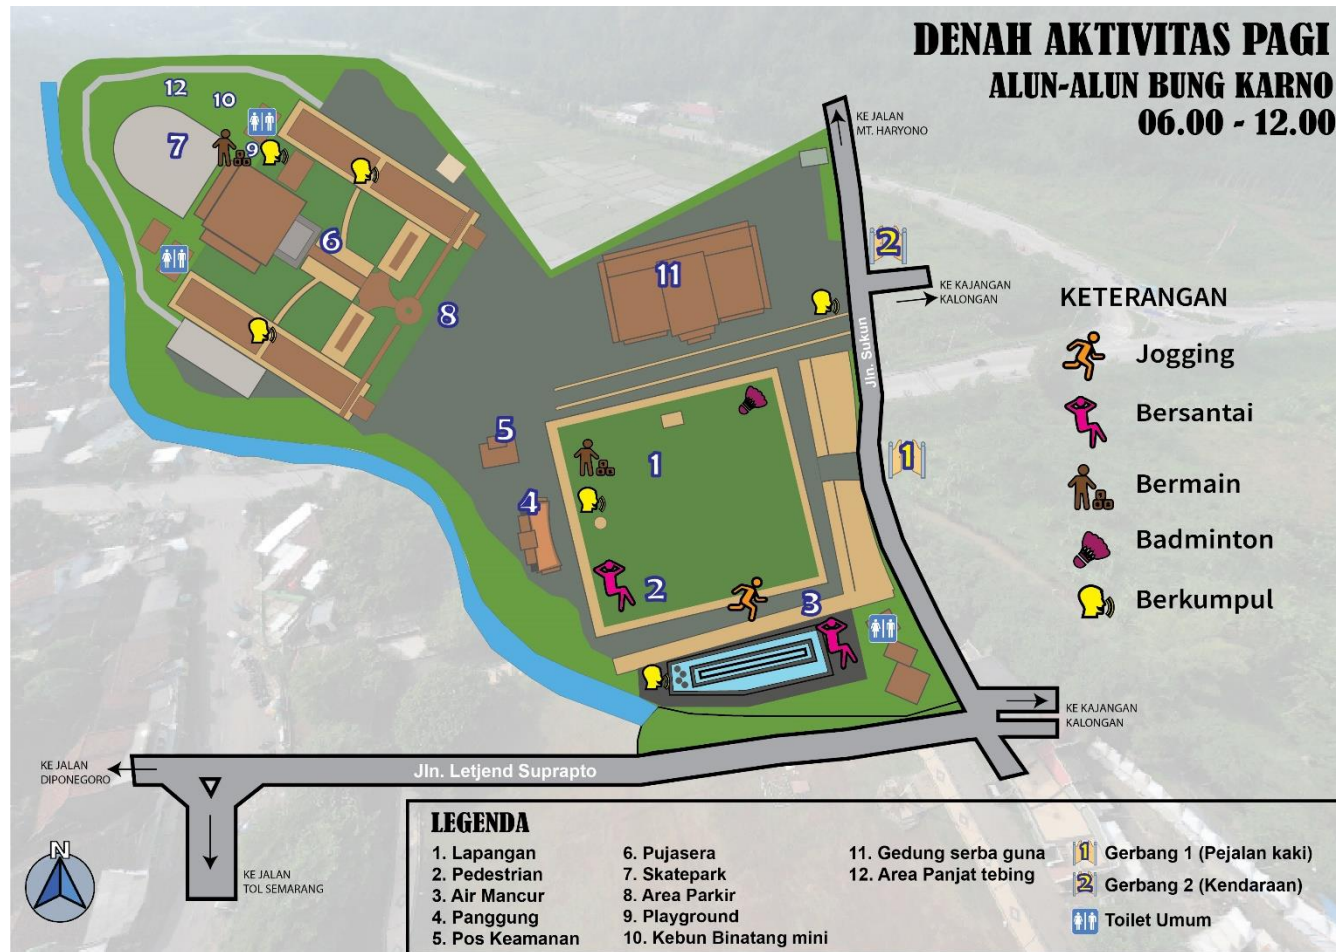 DENAH AKTIVITAS PAGI
ALUN-ALUN BUNG KARNO
06.00 - 12.00
KE JALAN
MT. HARYONO
12
10
7
9
6
8
11
2
KE KAJANGAN
KALONGAN
Jln. Sukun
5
1
4
1
2
3
KETERANGAN
Jogging
Bersantai
Bermain
Badminton
Berkumpul
KE KAJANGAN
KALONGAN
KE JALAN
DIPONEGORO
Jln. Letjend Suprapto
KE JALAN
TOL SEMARANG
N
LEGENDA
1. Lapangan
2. Pedestrian
3. Air Mancur
4. Panggung
5. Pos Keamanan
6. Pujasera
7. Skatepark
8. Area Parkir
9. Playground
10. Kebun Binatang mini
11. Gedung serba guna
12. Area Panjat tebing
1 Gerbang 1 (Pejalan kaki)
2 Gerbang 2 (Kendaraan)
Toilet Umum